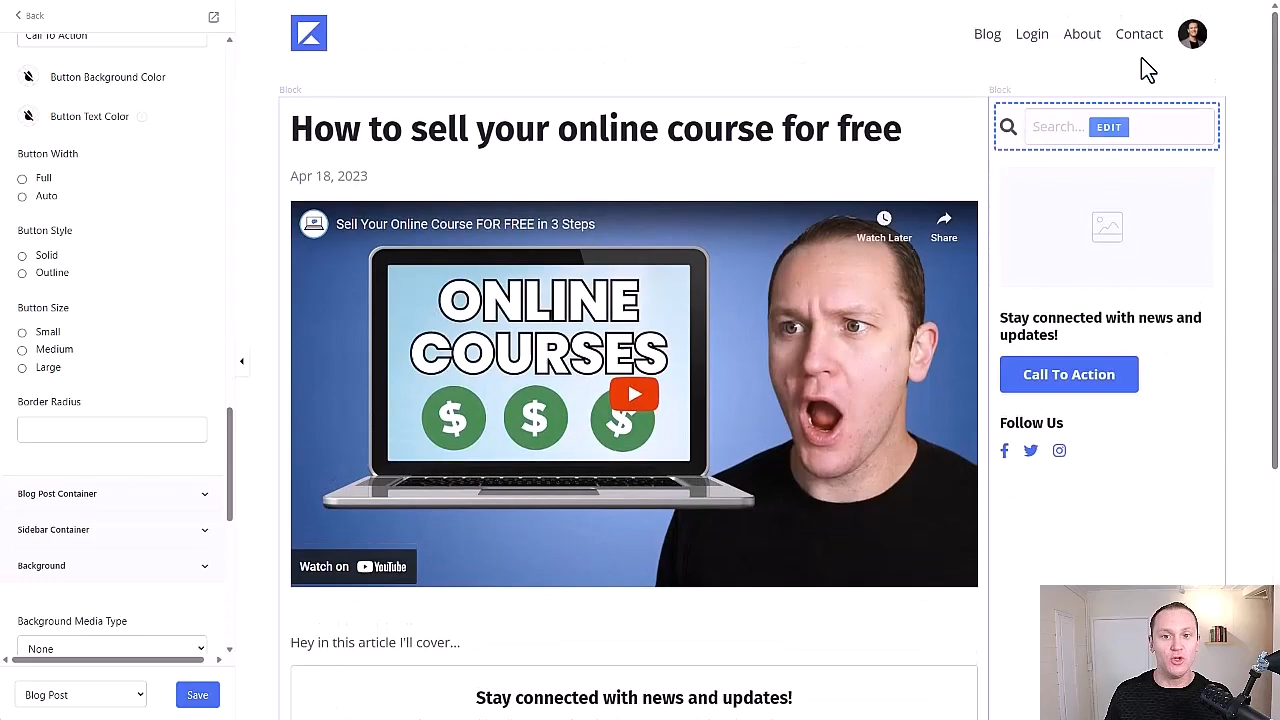 Back
Call To Action
Button Background Color
Button Text Color
Button Width
Full
Auto
Button Style
Solid
Outline
Button Size
Small
Medium
Large
Border Radius
Blog Post Container
Sidebar Container
Background
Background Media Type
None
Blog Post
Save
Blog Login About Contact
Block
How to sell your online course for free
Apr 18, 2023
Sell Your Online Course FOR FREE in 3 Steps
Watch Later
Share
ONLINE
COURSES
$ $ $
Watch on YouTube
Hey in this article I'll cover...
Stay connected with news and updates!
Block
Search... EDIT
Stay connected with news and
updates!
Call To Action
Follow Us